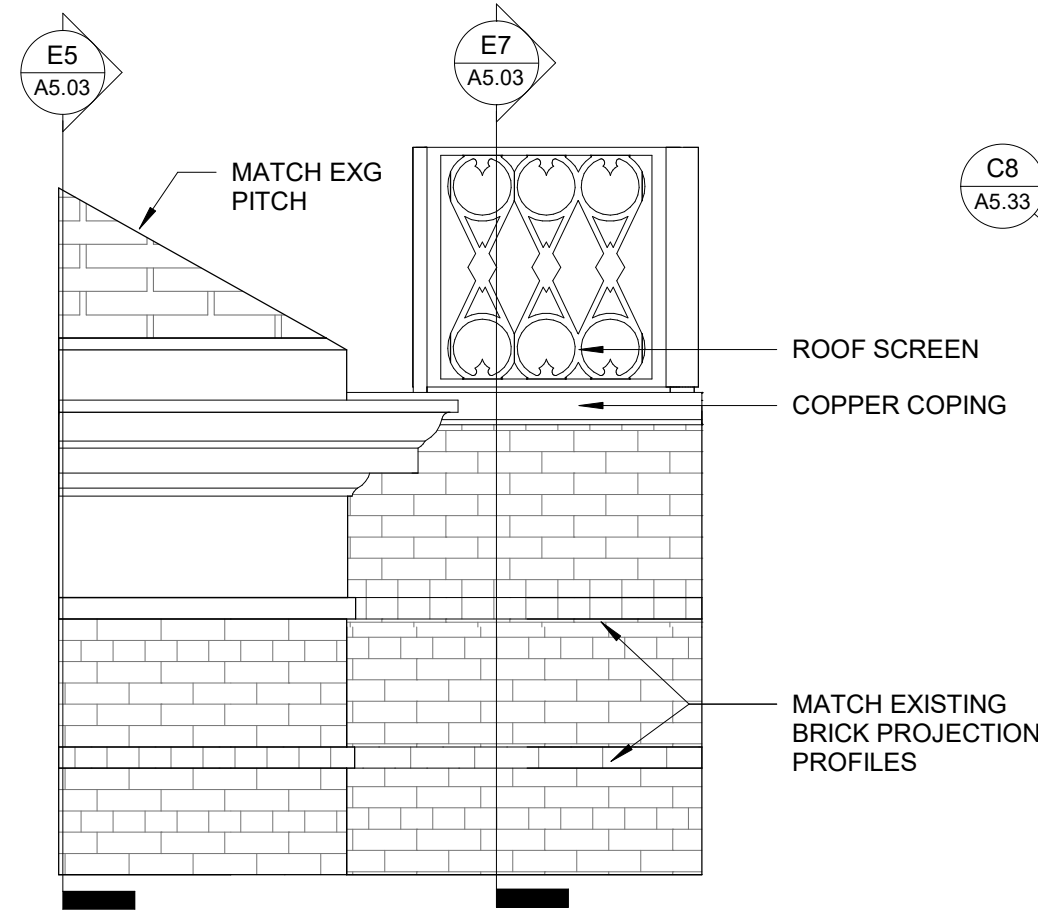 E5
A5.03
E7
A5.03
C8
A5.33
MATCH EXG
PITCH
ROOF SCREEN
COPPER COPING
MATCH EXISTING
BRICK PROJECTION
PROFILES